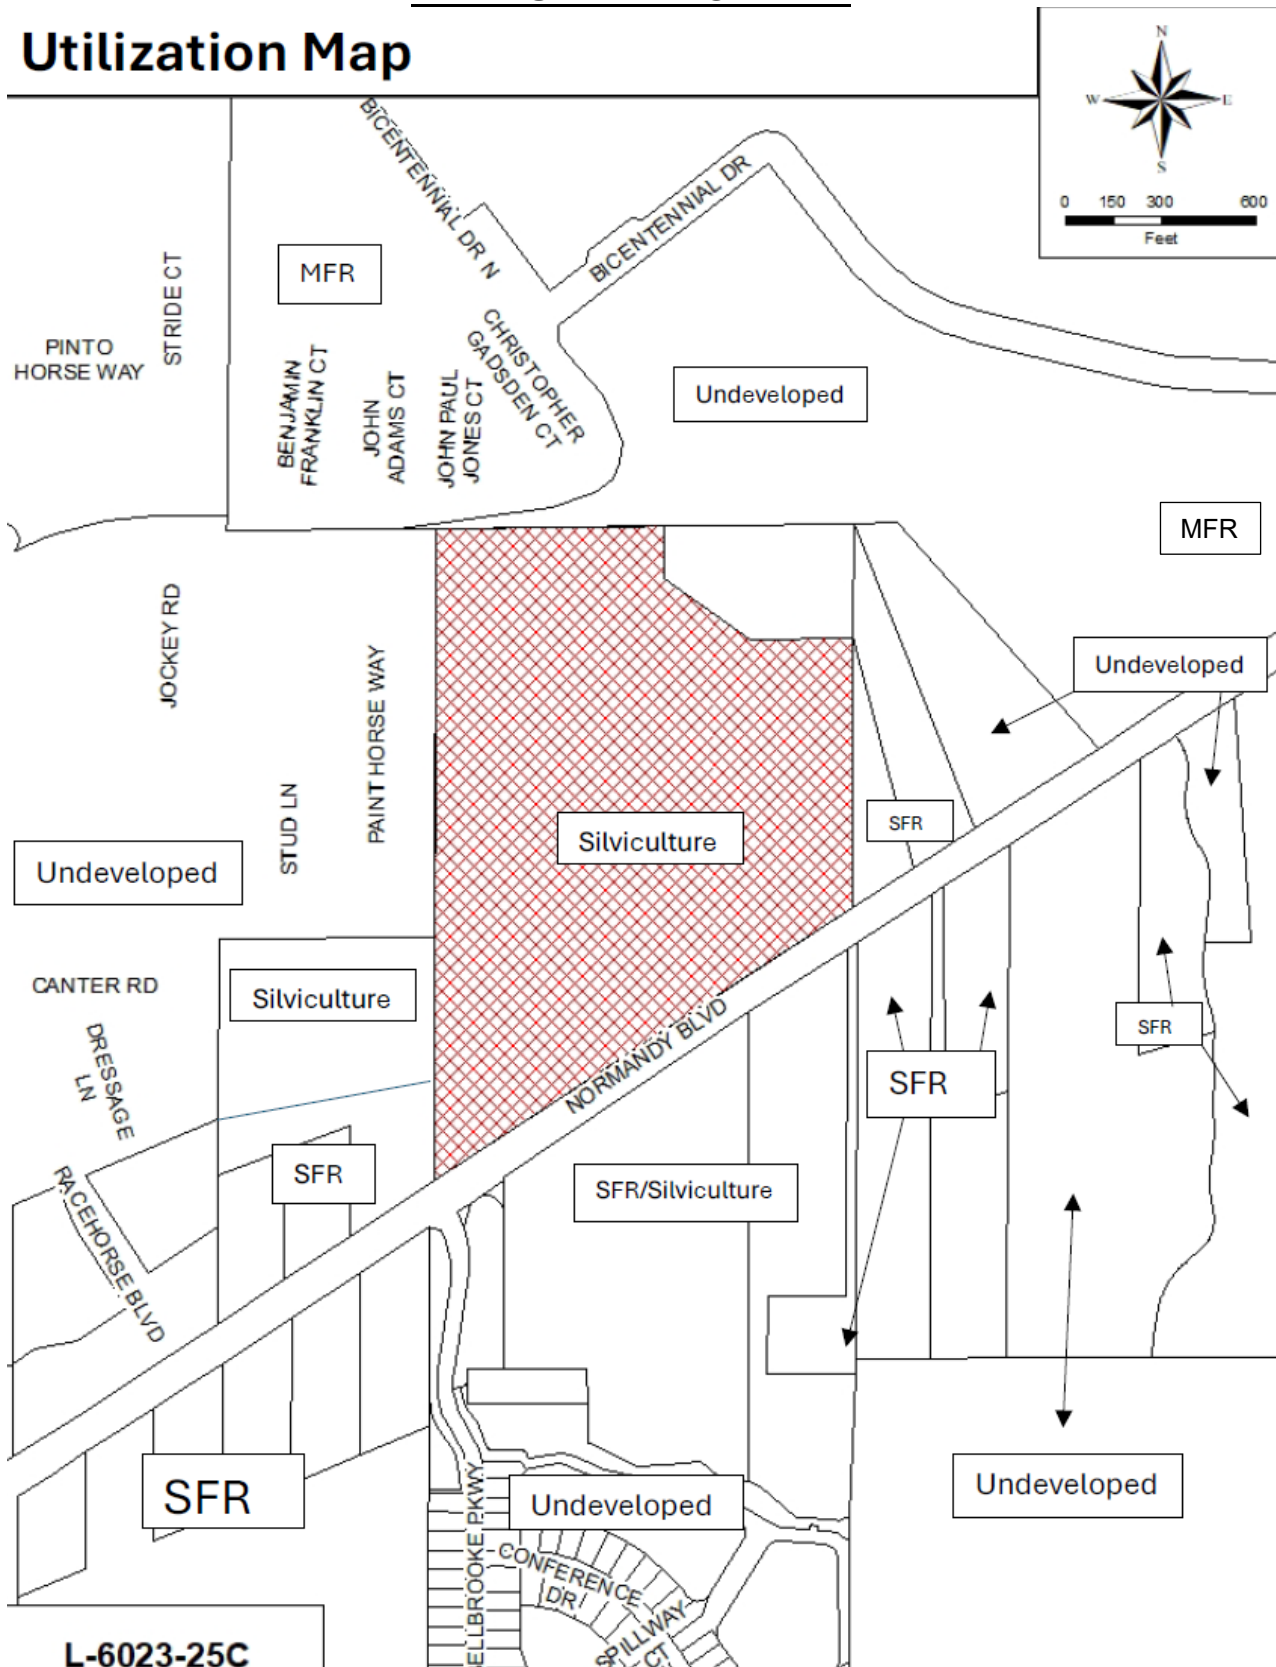 Utilization Map
N
W
E
S
0 150 300 600
Feet
BICENTENNIAL DR N
BICENTENNIAL DR
MFR
STRIDE CT
PINTO
HORSE WAY
CHRISTOPHER
GADSDEN CT
BENJAMIN
FRANKLIN CT
JOHN
ADAMS CT
JOHN PAUL
JONES CT
Undeveloped
MFR
JOCKEY RD
PAINT HORSE WAY
Undeveloped
STUD LN
SFR
Silviculture
Undeveloped
CANTER RD
Silviculture
NORMANDY BLVD
SFR
DRESSAGE
LN
SFR
SFR
SFR/Silviculture
RACEHORSE BLVD
SFR
Undeveloped
Undeveloped
ELLBROOKE PKWY
CONFERENCE
DR
SPILLWAY
CT
L-6023-25C